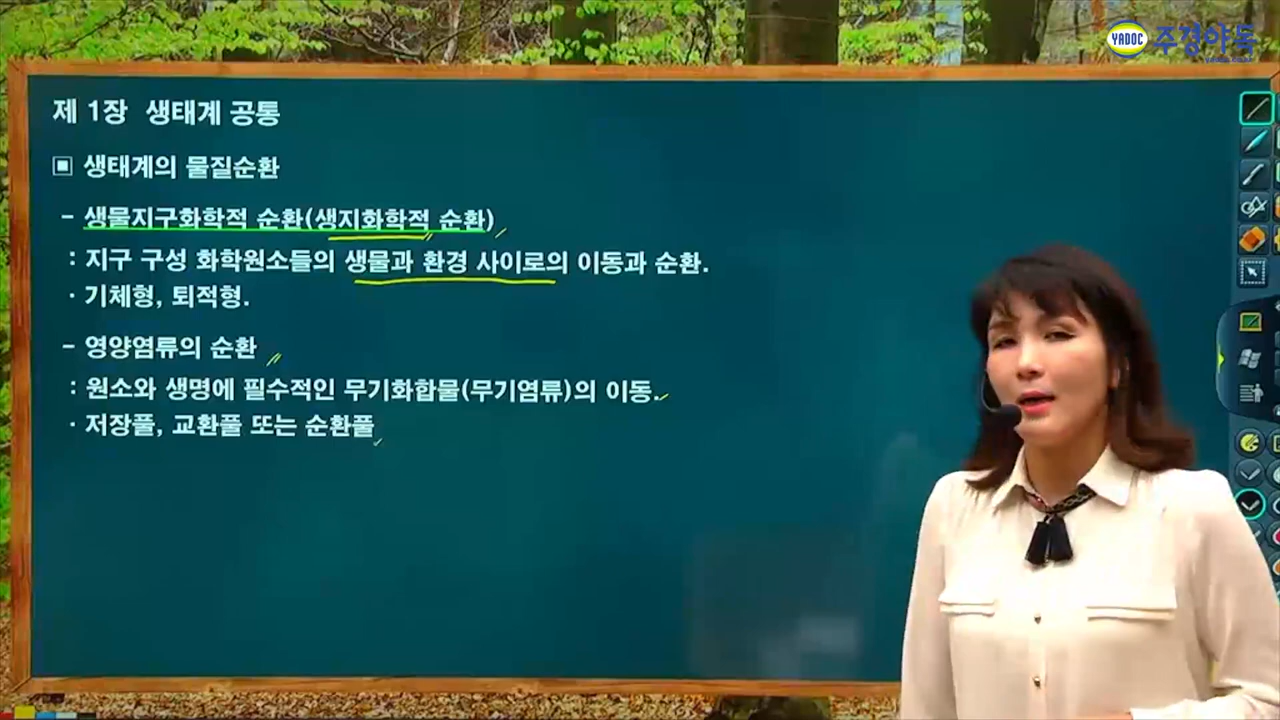 YADOC 주경야독
제 1장 생태계 공통
▣ 생태계의 물질순환
- 생물지구화학적 순환(생지화학적 순환)
: 지구 구성 화학원소들의 생물과 환경 사이로의 이동과 순환.
· 기체형, 퇴적형.
- 영양염류의 순환
: 원소와 생명에 필수적인 무기화합물(무기염류)의 이동.
· 저장풀, 교환풀 또는 순환풀